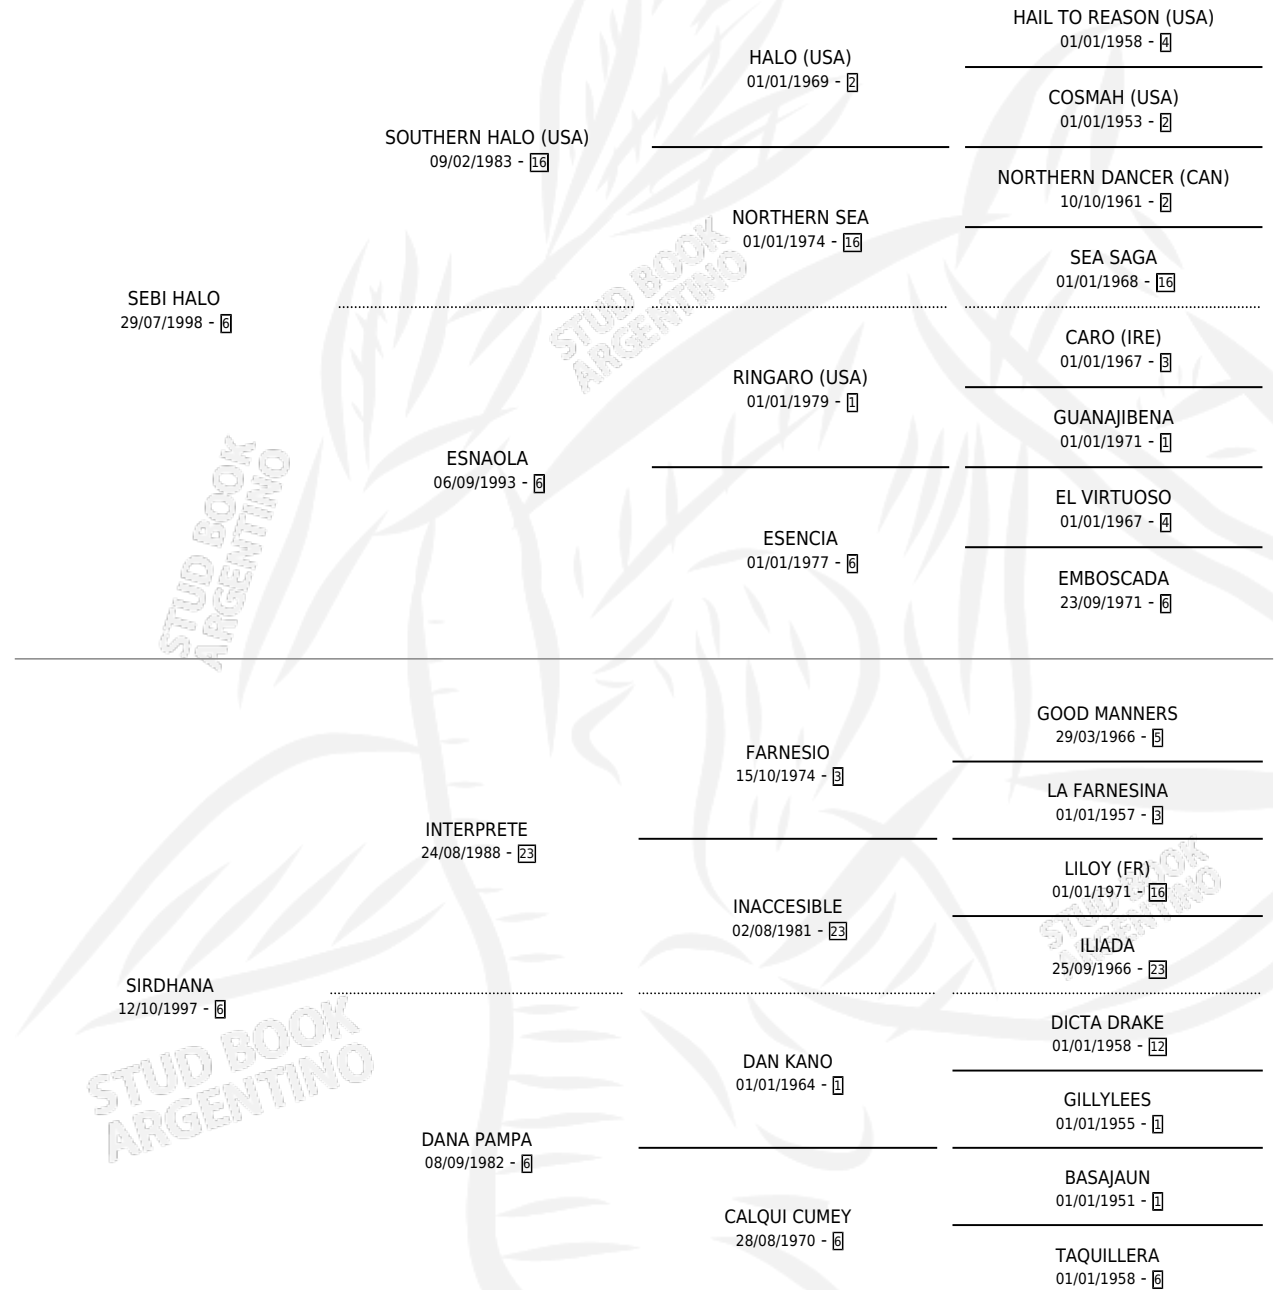 HAIL TO REASON (USA)
01/01/1958 - 4
HALO (USA)
01/01/1969 - 2
COSMAH (USA)
01/01/1953 - 2
SOUTHERN HALO (USA)
09/02/1983 - 16
NORTHERN DANCER (CAN)
10/10/1961 - 2
NORTHERN SEA
01/01/1974 - 16
SEA SAGA
01/01/1968 - 16
SEBI HALO
29/07/1998 - 6
CARO (IRE)
01/01/1967 - 3
RINGARO (USA)
01/01/1979 - 1
GUANAJIBENA
01/01/1971 - 1
ESNAOLA
06/09/1993 - 6
EL VIRTUOSO
01/01/1967 - 4
ESENCIA
01/01/1977 - 6
EMBOSCADA
23/09/1971 - 6
STUD BOOK
ARGENTINO
STUD BOOK
ARGENTINO
GOOD MANNERS
29/03/1966 - 5
FARNESIO
15/10/1974 - 3
LA FARNESINA
01/01/1957 - 3
INTERPRETE
24/08/1988 - 23
LILOY (FR)
01/01/1971 - 16
INACCESIBLE
02/08/1981 - 23
ILIADA
25/09/1966 - 23
STUD BOOK
ARGENTINO
SIRDHANA
12/10/1997 - 6
DICTA DRAKE
01/01/1958 - 12
DAN KANO
01/01/1964 - 1
GILLYLEES
01/01/1955 - 1
DANA PAMPA
08/09/1982 - 6
BASAJAUN
01/01/1951 - 1
CALQUI CUMEY
28/08/1970 - 6
TAQUILLERA
01/01/1958 - 6
STUD BOOK
ARGENTINO